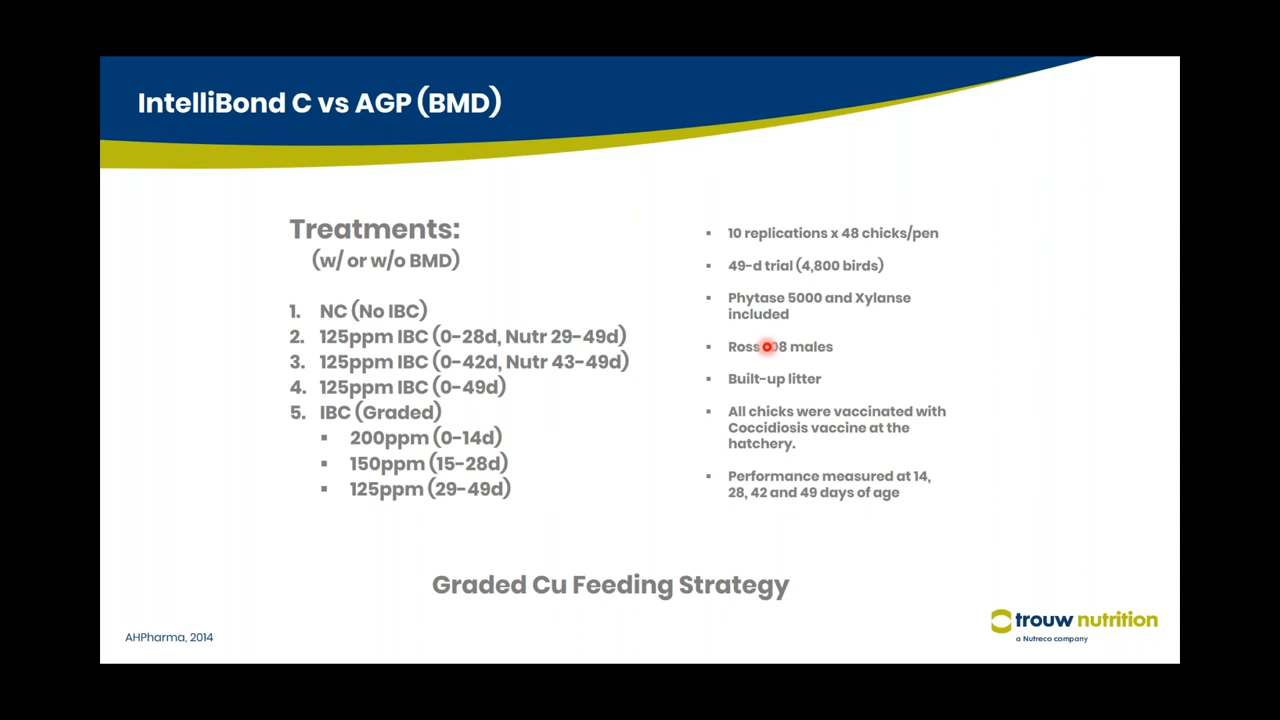 IntelliBond C vs AGP (BMD)
Treatments:
(w/ or w/o BMD)
1. NC (No IBC)
2. 125ppm IBC (0-28d, Nutr 29-49d)
3. 125ppm IBC (0-42d, Nutr 43-49d)
4. 125ppm IBC (0-49d)
5. IBC (Graded)
▪ 200ppm (0-14d)
▪ 150ppm (15-28d)
▪ 125ppm (29-49d)
▪ 10 replications x 48 chicks/pen
▪ 49-d trial (4,800 birds)
▪ Phytase 5000 and Xylanse
included
▪ Ross males
▪ Built-up litter
▪ All chicks were vaccinated with
Coccidiosis vaccine at the
hatchery.
▪ Performance measured at 14,
28, 42 and 49 days of age
Graded Cu Feeding Strategy
AHPharma, 2014
trouw nutrition
a Nutreco company